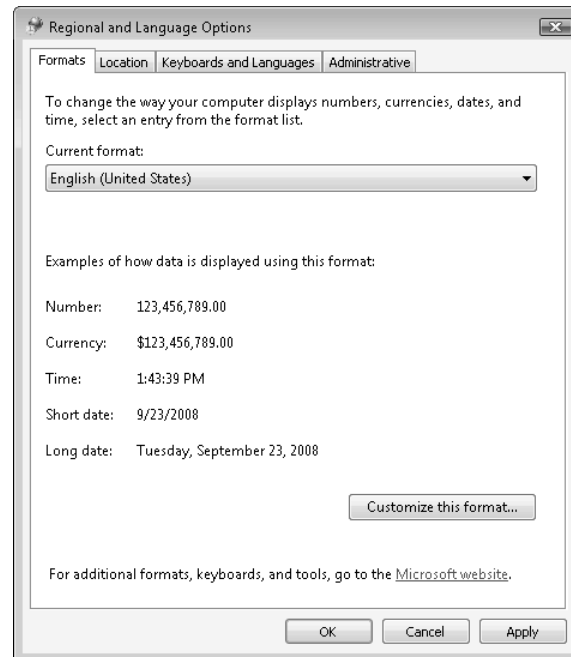 Regional and Language Options
Formats Location Keyboards and Languages Administrative
To change the way your computer displays numbers, currencies, dates, and
time, select an entry from the format list.
Current format:
English (United States)
Examples of how data is displayed using this format:
Number: 123,456,789.00
Currency: $123,456,789.00
Time: 1:43:39 PM
Short date: 9/23/2008
Long date: Tuesday, September 23, 2008
Customize this format...
For additional formats, keyboards, and tools, go to the Microsoft website.
OK Cancel Apply